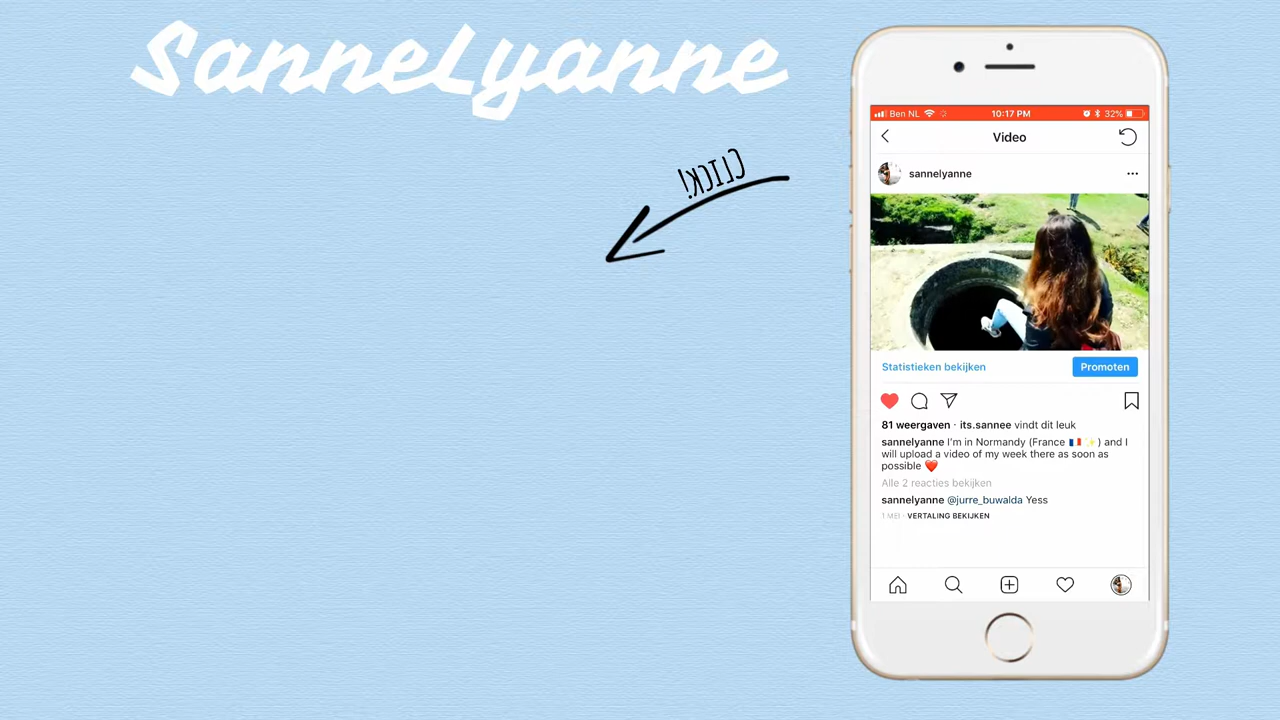 SanneLyanne
CLICK!
Ben NL 10:17 PM 32%
Video
sannelyanne
Statistieken bekijken Promoten
81 weergaven · its.sannee vindt dit leuk
sannelyanne I'm in Normandy (France 🇫🇷 ✨) and I
will upload a video of my week there as soon as
possible ❤️
Alle 2 reacties bekijken
sannelyanne @jurre_buwalda Yess
1 MEI · VERTALING BEKIJKEN